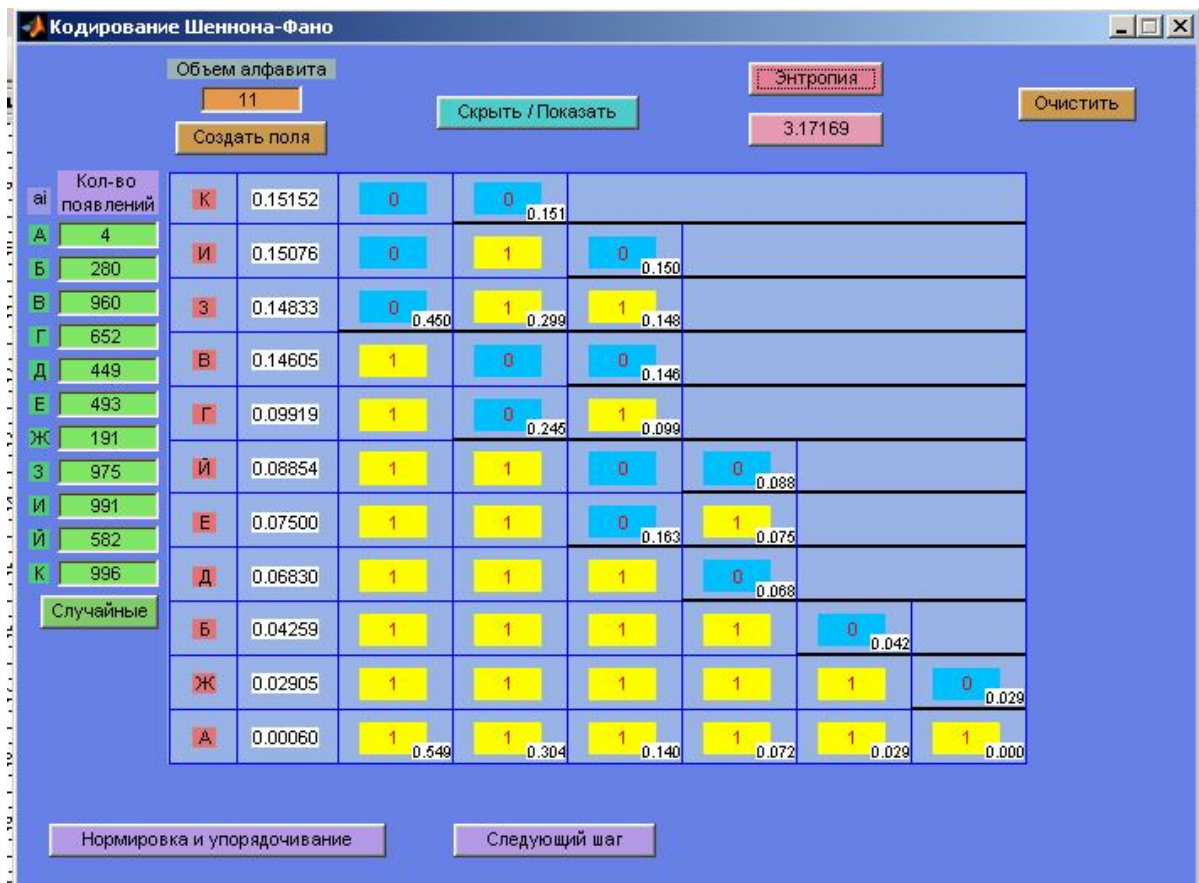 Кодирование Шеннона-Фано
Объем алфавита
11
Создать поля
Скрыть / Показать
Энтропия
3.17169
Очистить
ai Кол-во появлений
А 4
Б 280
В 960
Г 652
Д 449
Е 493
Ж 191
З 975
И 991
Й 582
К 996
Случайные
К 0.15152 0 0 0.151
И 0.15076 0 1 0 0.150
З 0.14833 0 0.450 1 0.299 1 0.148
В 0.14605 1 0 0 0.146
Г 0.09919 1 0 0.245 1 0.099
Й 0.08854 1 1 0 0 0.088
Е 0.07500 1 1 0 0.163 1 0.075
Д 0.06830 1 1 1 0 0.068
Б 0.04259 1 1 1 1 0 0.042
Ж 0.02905 1 1 1 1 1 0 0.029
А 0.00060 1 0.549 1 0.304 1 0.140 1 0.072 1 0.029 1 0.000
Нормировка и упорядочивание
Следующий шаг